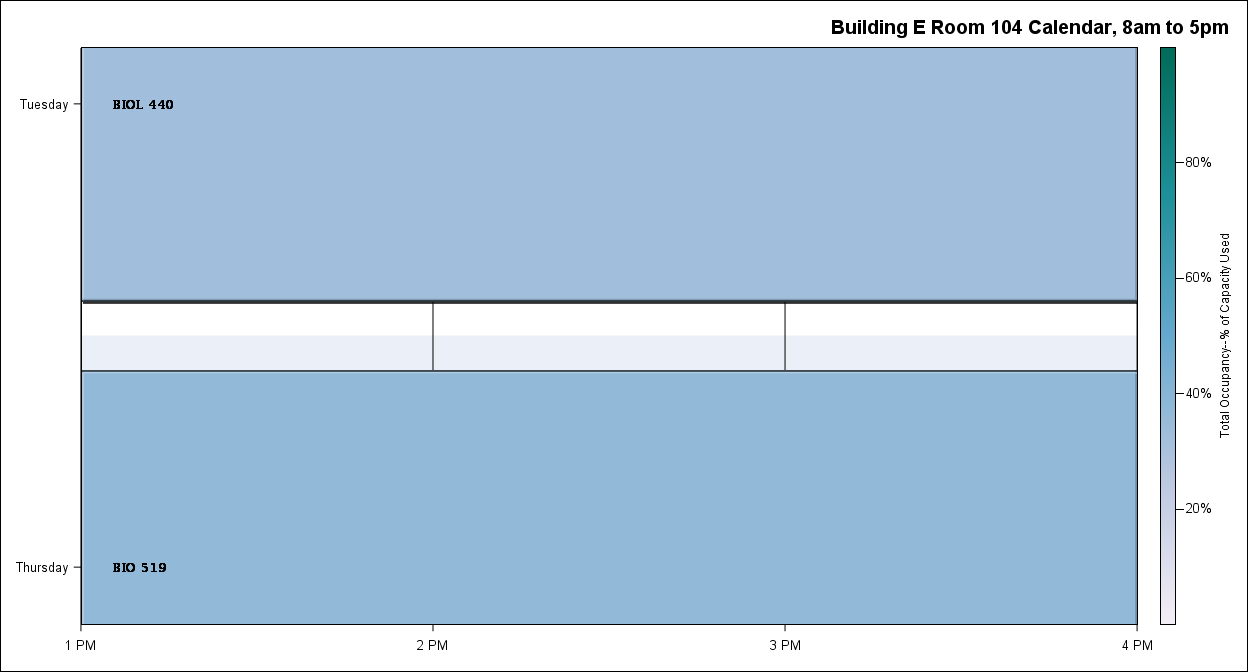 Building E Room 104 Calendar, 8am to 5pm
Tuesday
BIOL 440
80%
60%
Total Occupancy--% of Capacity Used
40%
20%
Thursday
BIO 519
1 PM
2 PM
3 PM
4 PM